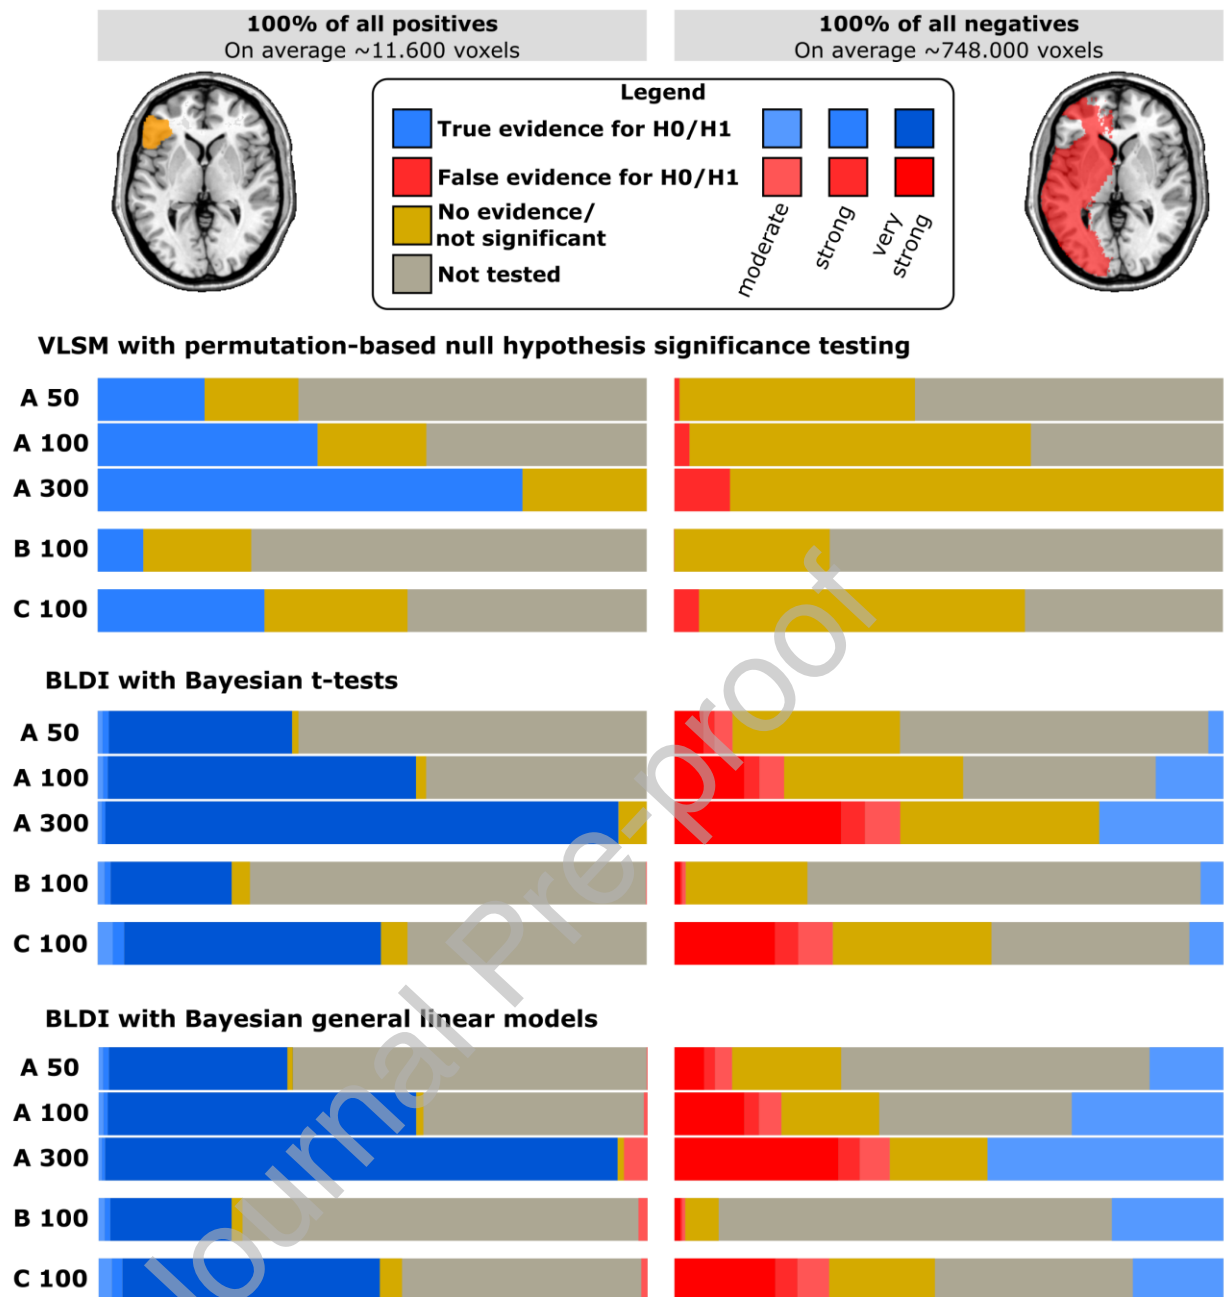 100% of all positives
On average ~11.600 voxels
100% of all negatives
On average ~748.000 voxels
Legend
True evidence for H0/H1
False evidence for H0/H1
No evidence/
not significant
Not tested
moderate
strong
very
strong
VLSM with permutation-based null hypothesis significance testing
A 50
A 100
A 300
B 100
C 100
BLDI with Bayesian t-tests
A 50
A 100
A 300
B 100
C 100
BLDI with Bayesian general linear models
A 50
A 100
A 300
B 100
C 100
Journal Pre-proof